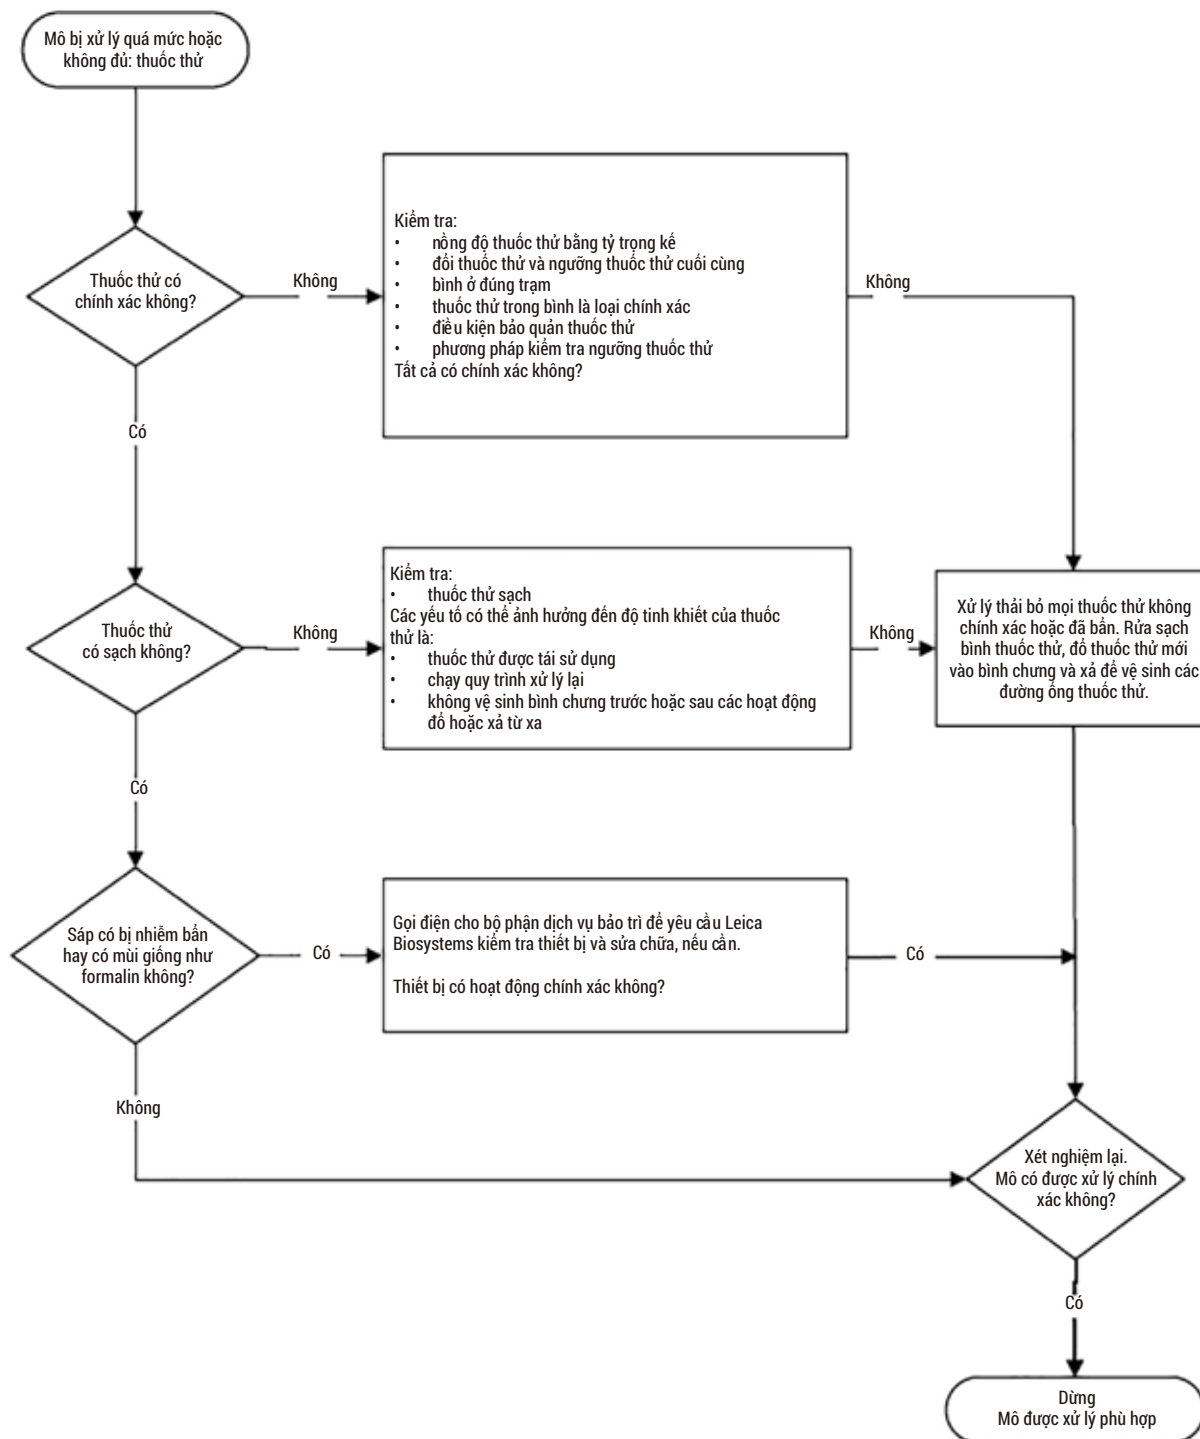 Mô bị xử lý quá mức hoặc
không đủ: thuốc thử
Kiểm tra:
• nồng độ thuốc thử bằng tỷ trọng kế
• đổi thuốc thử và ngưỡng thuốc thử cuối cùng
• bình ở đúng trạm
• thuốc thử trong bình là loại chính xác
• điều kiện bảo quản thuốc thử
• phương pháp kiểm tra ngưỡng thuốc thử
Tất cả có chính xác không?
Thuốc thử có
chính xác không?
Không
Không
Có
Kiểm tra:
• thuốc thử sạch
Các yếu tố có thể ảnh hưởng đến độ tinh khiết của thuốc
thử là:
• thuốc thử được tái sử dụng
• chạy quy trình xử lý lại
• không vệ sinh bình chưng trước hoặc sau các hoạt động
đổ hoặc xả từ xa
Thuốc thử
có sạch không?
Không
Không
Xử lý thải bỏ mọi thuốc thử không
chính xác hoặc đã bẩn. Rửa sạch
bình thuốc thử, đổ thuốc thử mới
vào bình chưng và xả để vệ sinh các
đường ống thuốc thử.
Có
Sáp có bị nhiễm bẩn
hay có mùi giống như
formalin không?
Có
Gọi điện cho bộ phận dịch vụ bảo trì để yêu cầu Leica
Biosystems kiểm tra thiết bị và sửa chữa, nếu cần.
Thiết bị có hoạt động chính xác không?
Có
Không
Xét nghiệm lại.
Mô có được xử lý chính
xác không?
Có
Dừng
Mô được xử lý phù hợp